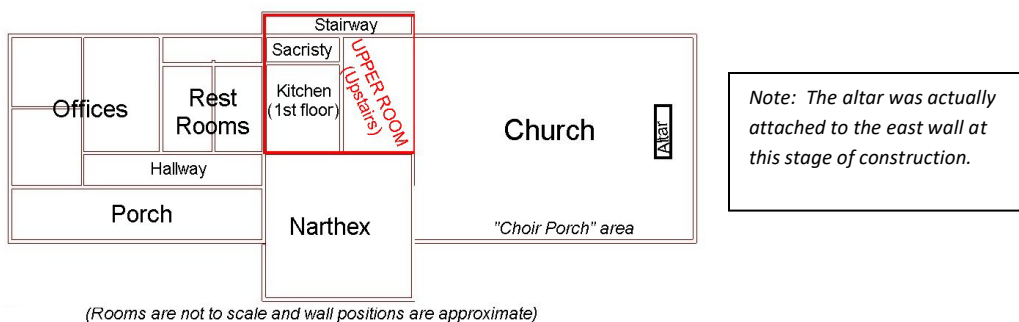 Stairway
Sacristy
UPPER ROOM
(Upstairs)
Kitchen
(1st floor)
Offices
Rest
Rooms
Church
Altar
Hallway
Porch
Narthex
"Choir Porch" area
(Rooms are not to scale and wall positions are approximate)
Note:  The altar was actually
attached to the east wall at
this stage of construction.